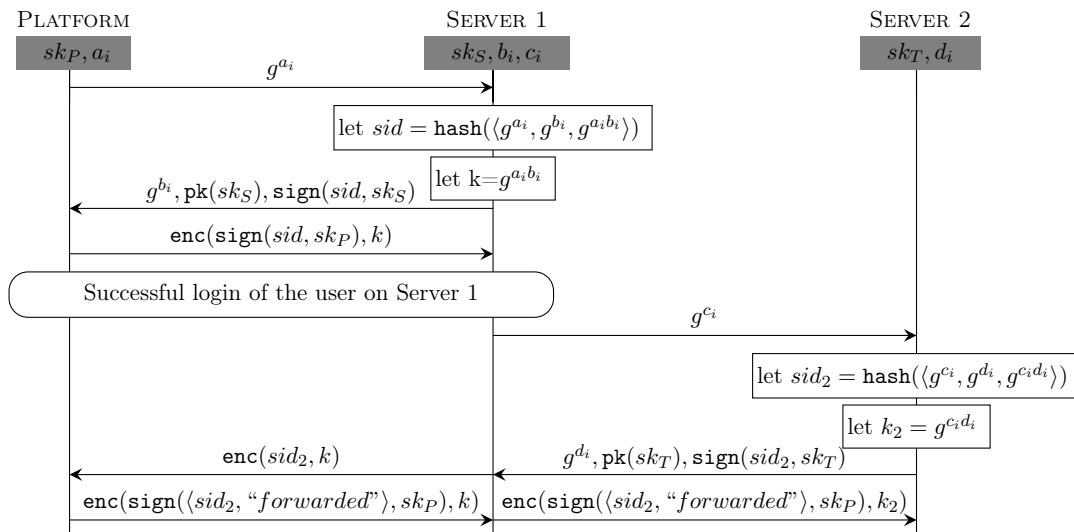 PLATFORM SERVER 1 SERVER 2
sk_P, a_i sk_S, b_i, c_i sk_T, d_i
g^{a_i}
let sid = hash(⟨g^{a_i}, g^{b_i}, g^{a_i b_i}⟩)
let k=g^{a_i b_i}
g^{b_i}, pk(sk_S), sign(sid, sk_S)
enc(sign(sid, sk_P), k)
Successful login of the user on Server 1
g^{c_i}
let sid_2 = hash(⟨g^{c_i}, g^{d_i}, g^{c_i d_i}⟩)
let k_2 = g^{c_i d_i}
enc(sid_2, k) g^{d_i}, pk(sk_T), sign(sid_2, sk_T)
enc(sign(⟨sid_2, “forwarded”⟩, sk_P), k) enc(sign(⟨sid_2, “forwarded”⟩, sk_P), k_2)